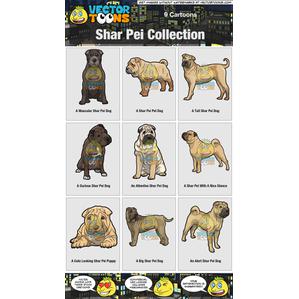 VECTOR
TOONS
9 Cartoons
Shar Pei Collection
A Muscular Shar Pei Dog
A Shar Pei Pet Dog
A Tall Shar Pei Dog
A Curious Shar Pei Dog
An Attentive Shar Pei Dog
A Shar Pei With A Nice Stance
A Cute Looking Shar Pei Puppy
A Big Shar Pei Dog
An Alert Shar Pei Dog